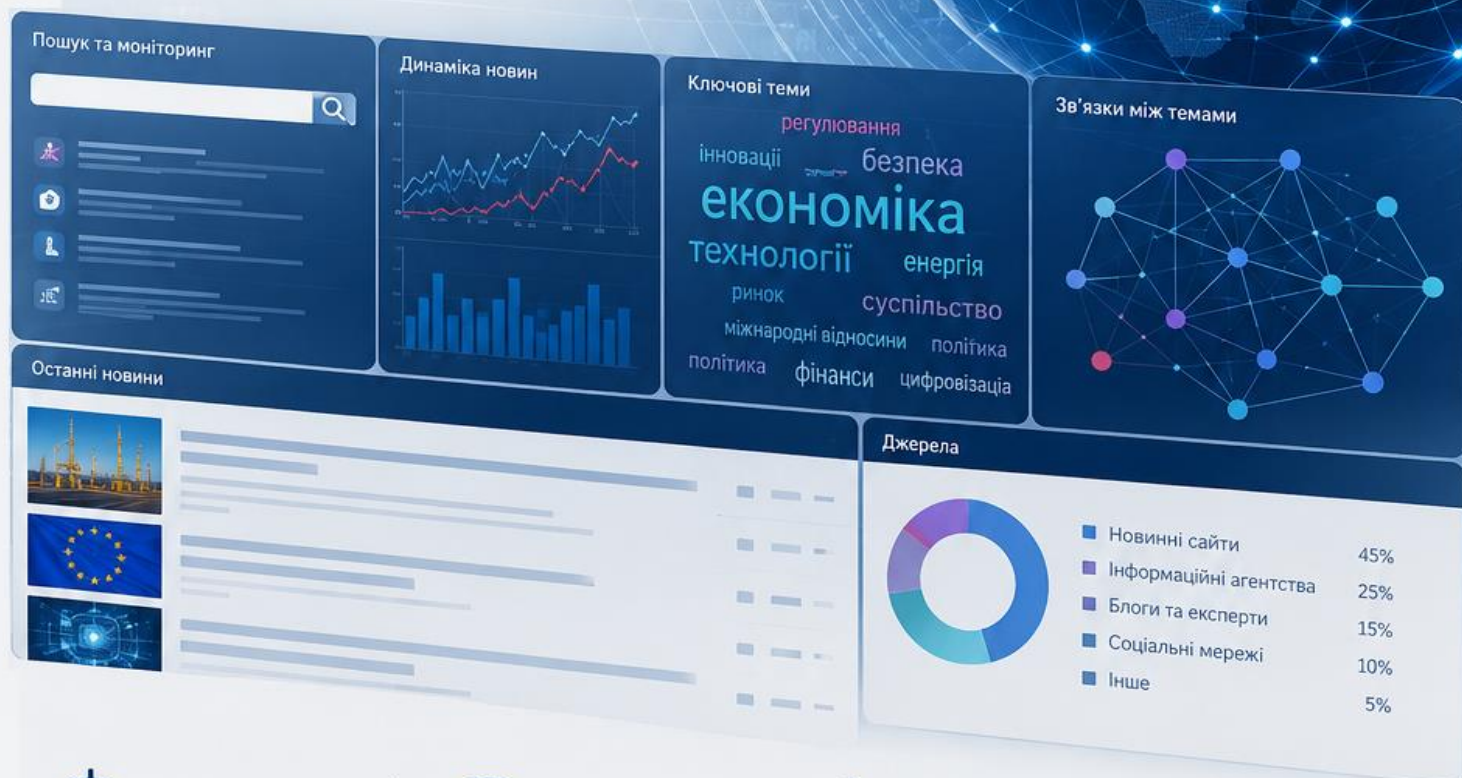 Пошук та моніторинг
Динаміка новин
Ключові теми
регулювання
інновації
безпека
економіка
технології
енергія
ринок
суспільство
міжнародні відносини
політика
політика
фінанси
цифровізація
Зв'язки між темами
Останні новини
Джерела
Новинні сайти 45%
Інформаційні агентства 25%
Блоги та експерти 15%
Соціальні мережі 10%
Інше 5%